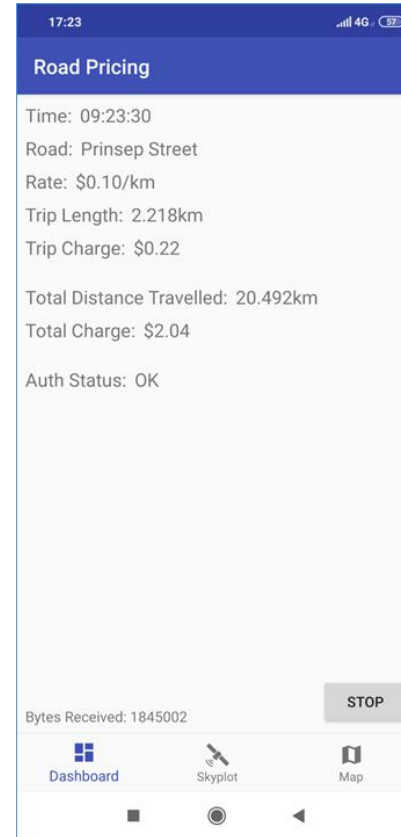 17:23
4G
57
Road Pricing
Time: 09:23:30
Road: Prinsep Street
Rate: $0.10/km
Trip Length: 2.218km
Trip Charge: $0.22
Total Distance Travelled: 20.492km
Total Charge: $2.04
Auth Status: OK
STOP
Bytes Received: 1845002
Dashboard
Skyplot
Map